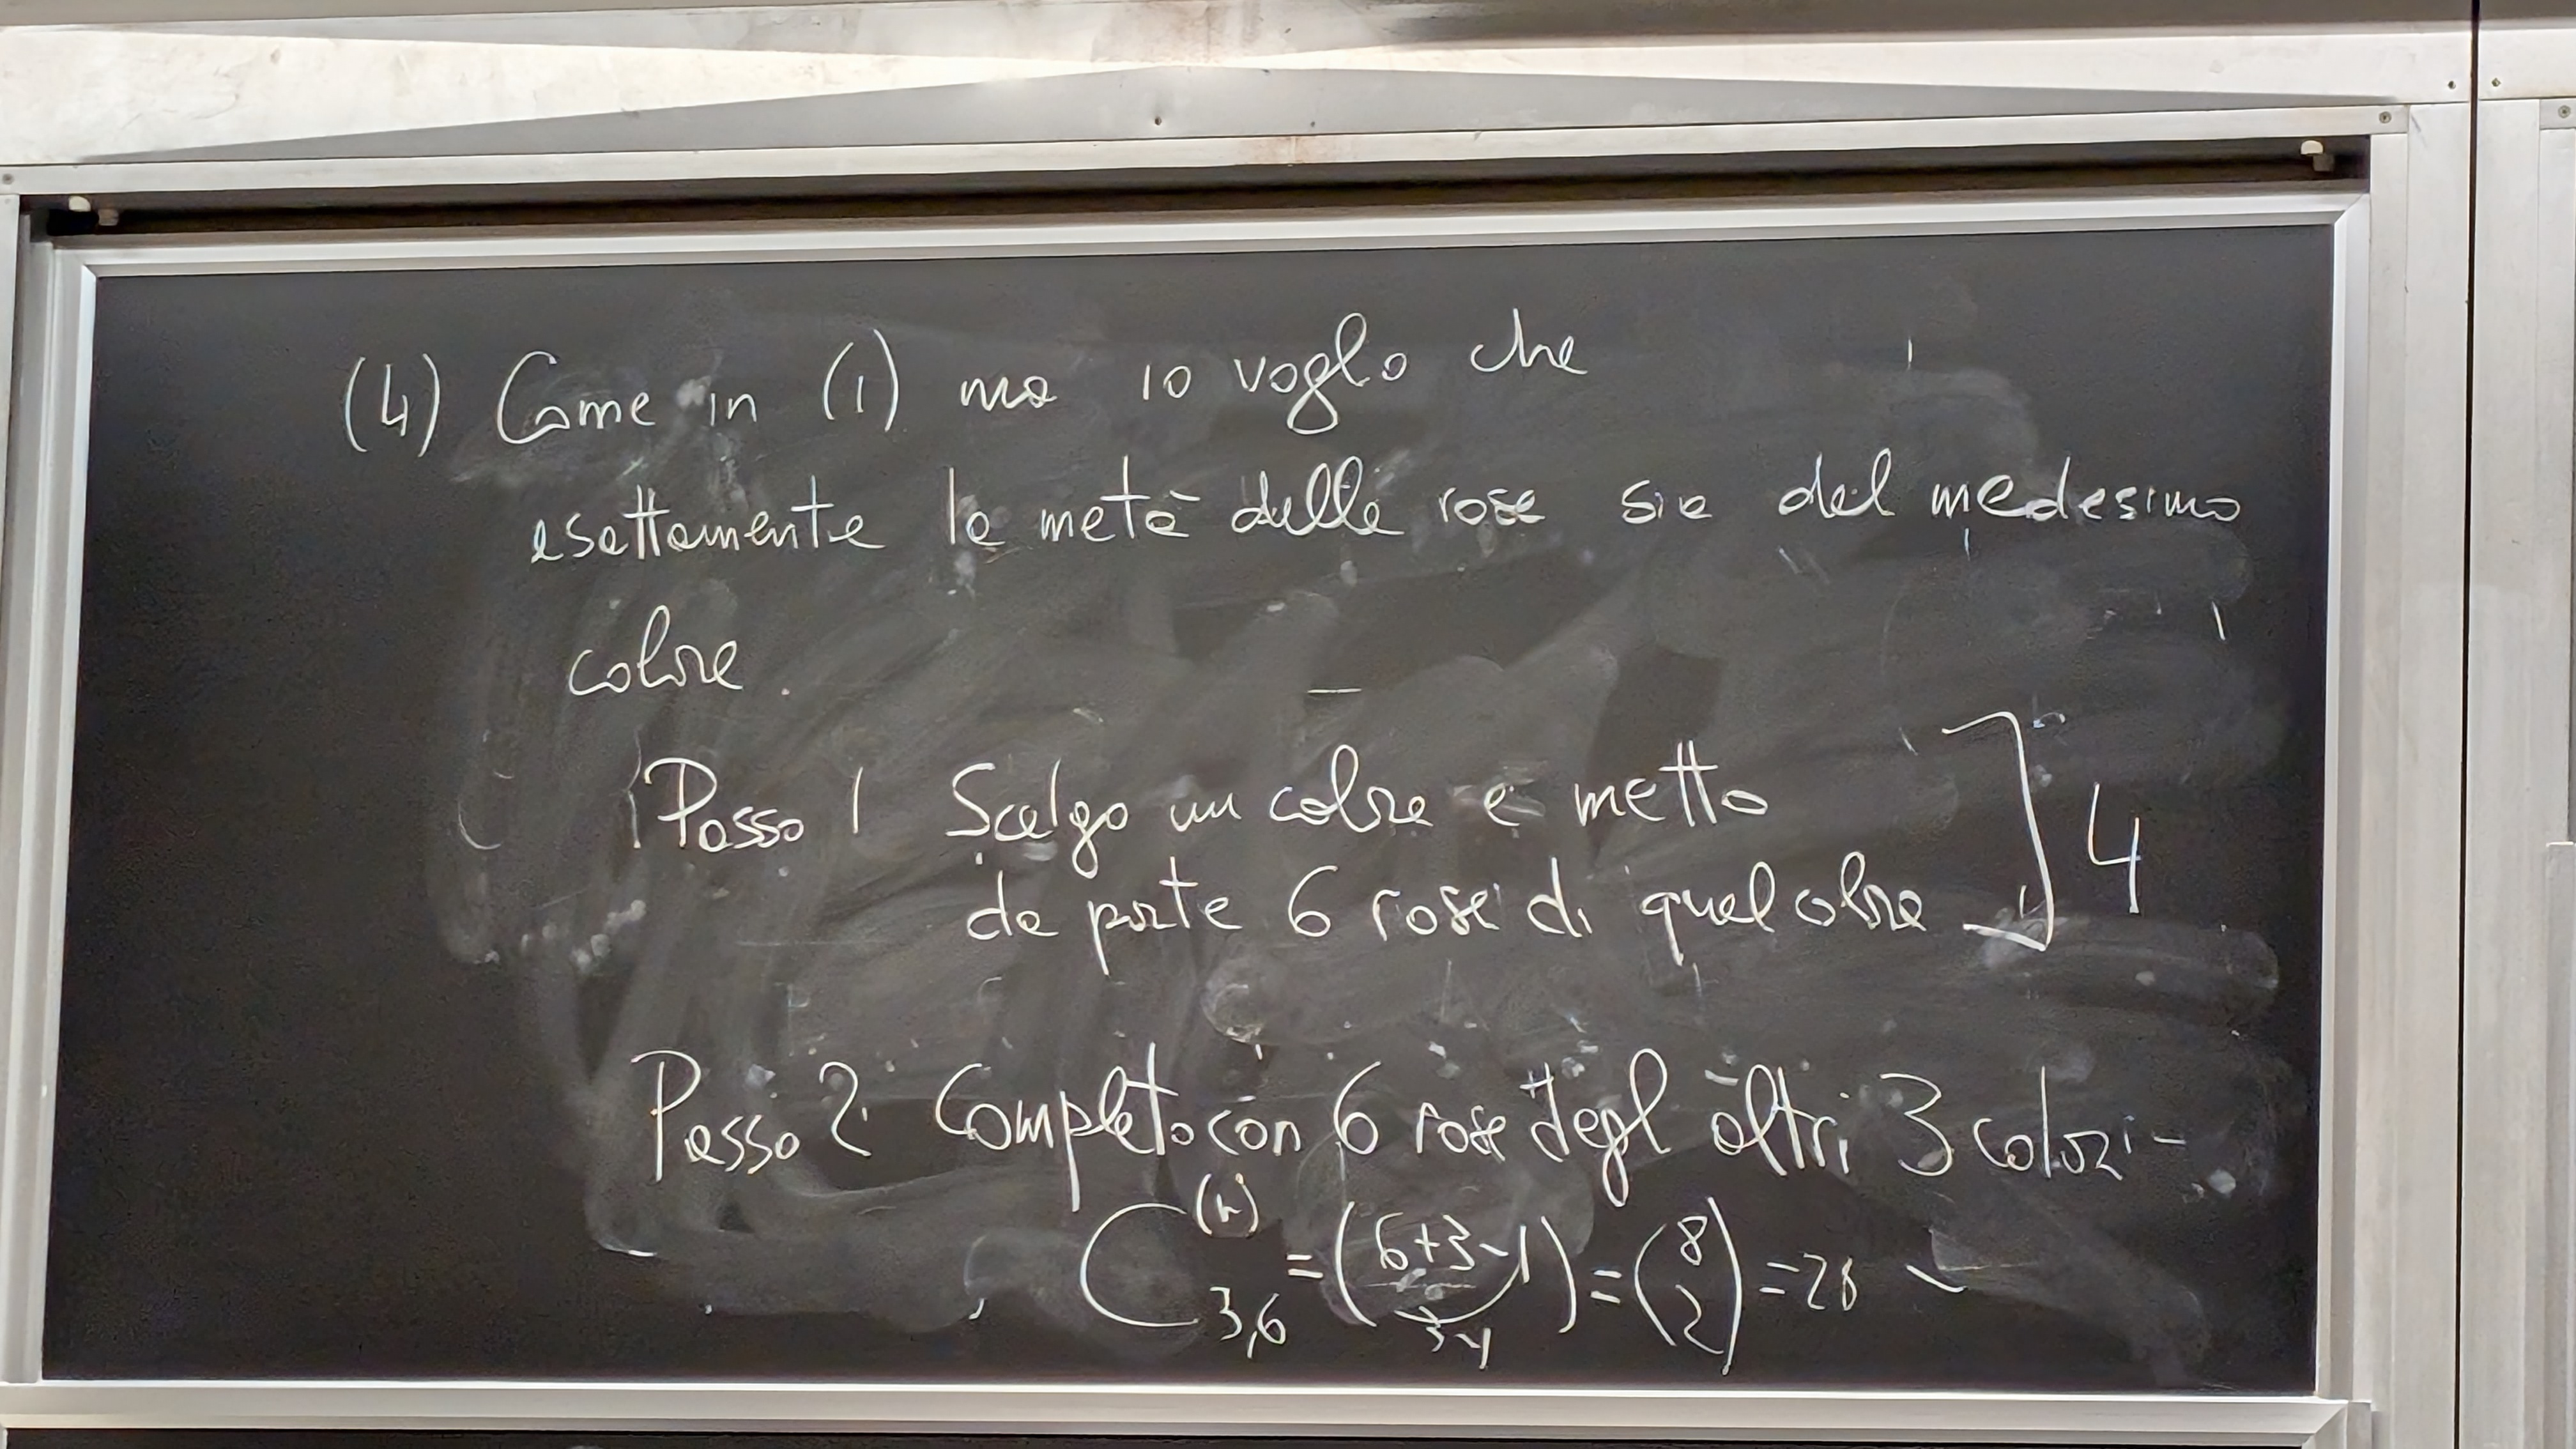 (4) Come in (1) ma io voglio che
esattamente la metà delle rose sia del medesimo
colore.
Passo 1 Scelgo un colore e metto
da parte 6 rose di quel colore ] 4
Passo 2 Completo con 6 rose degli altri 3 colori -
C^{(r)}_{3,6} = \binom{6+3-1}{3-1} = \binom{8}{2} = 28